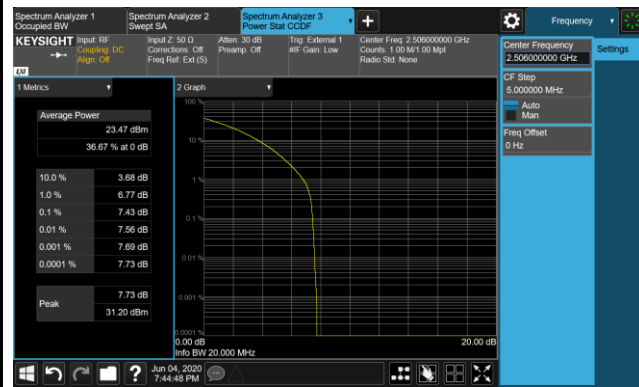 Spectrum Analyzer 1
Occupied BW
Spectrum Analyzer 2
Swept SA
Spectrum Analyzer 3
Power Stat CCDF
Frequency
KEYSIGHT
Input: RF
Coupling: DC
Align: Off
Input Z: 50 Ω
Corrections: Off
Freq Ref: Ext (S)
Atten: 30 dB
Preamp: Off
Trig: External 1
#IF Gain: Low
Center Freq: 2.506000000 GHz
Counts: 1.00 M/1.00 Mpt
Radio Std: None
LXI
Center Frequency
2.506000000 GHz
Settings
CF Step
5.000000 MHz
Auto
Man
Freq Offset
0 Hz
1 Metrics
Average Power
23.47 dBm
36.67 % at 0 dB
10.0 % 3.68 dB
1.0 % 6.77 dB
0.1 % 7.43 dB
0.01 % 7.56 dB
0.001 % 7.69 dB
0.0001 % 7.73 dB
Peak 7.73 dB
31.20 dBm
2 Graph
100 %
10 %
1 %
0.1 %
0.01 %
0.001 %
0.0001 %
0.00 dB 20.00 dB
Info BW 20.000 MHz
?
Jun 04, 2020
7:44:48 PM